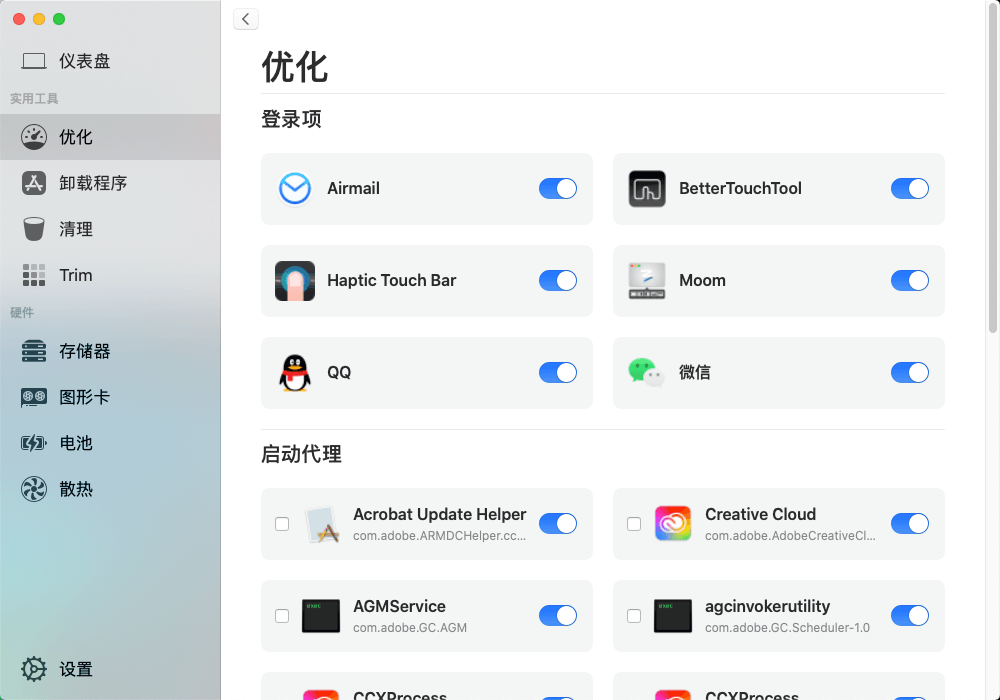 仪表盘
实用工具
优化
卸载程序
清理
Trim
硬件
存储器
图形卡
电池
散热
设置
优化
登录项
Airmail
BetterTouchTool
Haptic Touch Bar
Moom
QQ
微信
启动代理
Acrobat Update Helper
com.adobe.ARMDCHelper.cc...
Creative Cloud
com.adobe.AdobeCreativeCl...
exec
AGMService
com.adobe.GC.AGM
exec
agcinvokerutility
com.adobe.GC.Scheduler-1.0
CCXProcess
CCXProcess